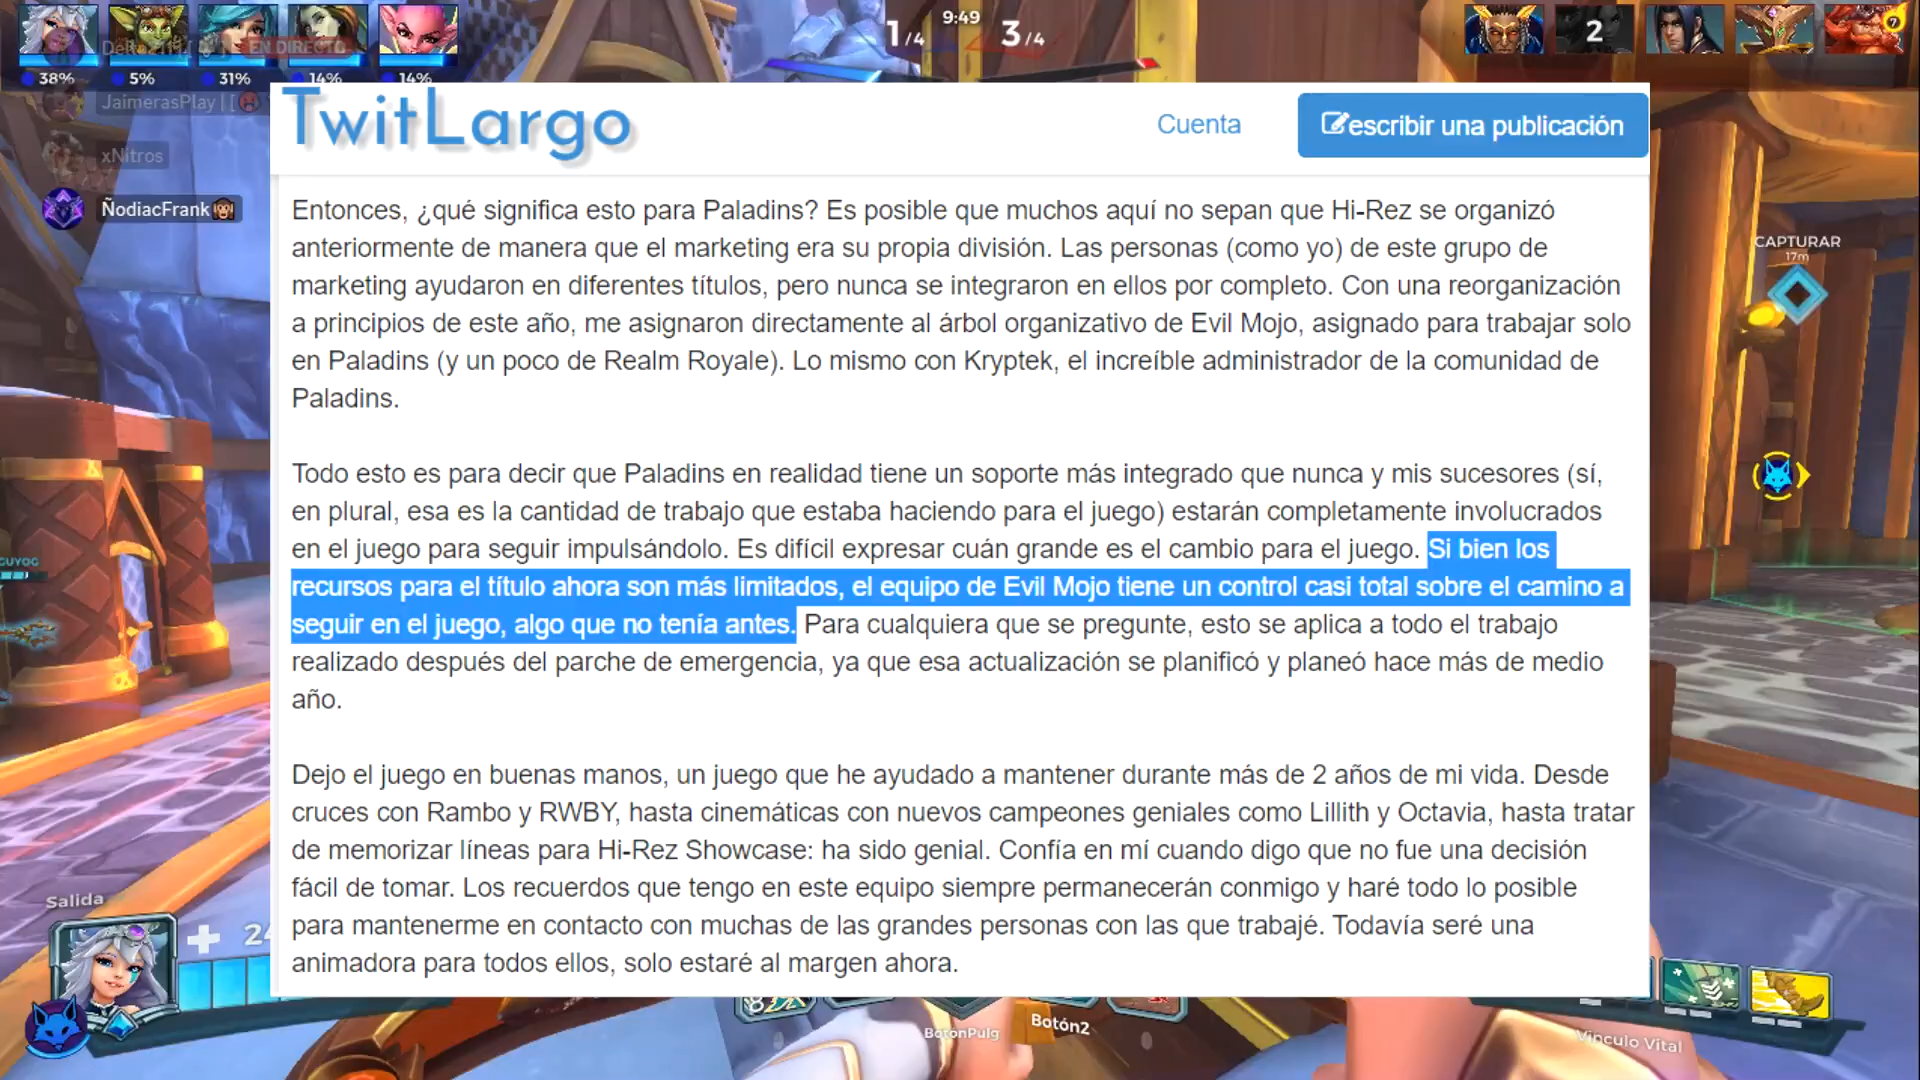 EN DIRECTO
38%
5%
31%
14%
14%
1/4
9:49
3/4
2
7
JaimerasPlay | [
xNitros
ÑodiacFrank
TwitLargo
Cuenta
escribir una publicación
Entonces, ¿qué significa esto para Paladins? Es posible que muchos aquí no sepan que Hi-Rez se organizó
anteriormente de manera que el marketing era su propia división. Las personas (como yo) de este grupo de
marketing ayudaron en diferentes títulos, pero nunca se integraron en ellos por completo. Con una reorganización
a principios de este año, me asignaron directamente al árbol organizativo de Evil Mojo, asignado para trabajar solo
en Paladins (y un poco de Realm Royale). Lo mismo con Kryptek, el increíble administrador de la comunidad de
Paladins.
Todo esto es para decir que Paladins en realidad tiene un soporte más integrado que nunca y mis sucesores (sí,
en plural, esa es la cantidad de trabajo que estaba haciendo para el juego) estarán completamente involucrados
en el juego para seguir impulsándolo. Es difícil expresar cuán grande es el cambio para el juego. Si bien los
recursos para el título ahora son más limitados, el equipo de Evil Mojo tiene un control casi total sobre el camino a
seguir en el juego, algo que no tenía antes. Para cualquiera que se pregunte, esto se aplica a todo el trabajo
realizado después del parche de emergencia, ya que esa actualización se planificó y planeó hace más de medio
año.
Dejo el juego en buenas manos, un juego que he ayudado a mantener durante más de 2 años de mi vida. Desde
cruces con Rambo y RWBY, hasta cinemáticas con nuevos campeones geniales como Lillith y Octavia, hasta tratar
de memorizar líneas para Hi-Rez Showcase: ha sido genial. Confía en mí cuando digo que no fue una decisión
fácil de tomar. Los recuerdos que tengo en este equipo siempre permanecerán conmigo y haré todo lo posible
para mantenerme en contacto con muchas de las grandes personas con las que trabajé. Todavía seré una
animadora para todos ellos, solo estaré al margen ahora.
CAPTURAR
17m
GUYOG
Salida
BotónPulg
Botón2
Vínculo Vital